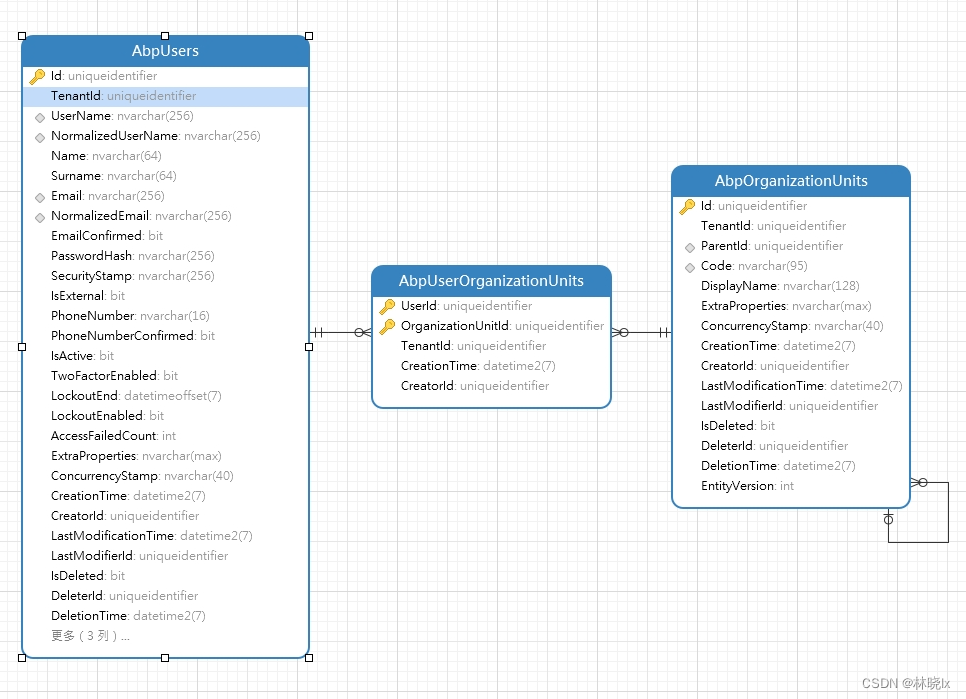 AbpUsers
Id: uniqueidentifier
TenantId: uniqueidentifier
UserName: nvarchar(256)
NormalizedUserName: nvarchar(256)
Name: nvarchar(64)
Surname: nvarchar(64)
Email: nvarchar(256)
NormalizedEmail: nvarchar(256)
EmailConfirmed: bit
PasswordHash: nvarchar(256)
SecurityStamp: nvarchar(256)
IsExternal: bit
PhoneNumber: nvarchar(16)
PhoneNumberConfirmed: bit
IsActive: bit
TwoFactorEnabled: bit
LockoutEnd: datetimeoffset(7)
LockoutEnabled: bit
AccessFailedCount: int
ExtraProperties: nvarchar(max)
ConcurrencyStamp: nvarchar(40)
CreationTime: datetime2(7)
CreatorId: uniqueidentifier
LastModificationTime: datetime2(7)
LastModifierId: uniqueidentifier
IsDeleted: bit
DeleterId: uniqueidentifier
DeletionTime: datetime2(7)
更多（3 列）...
AbpUserOrganizationUnits
UserId: uniqueidentifier
OrganizationUnitId: uniqueidentifier
TenantId: uniqueidentifier
CreationTime: datetime2(7)
CreatorId: uniqueidentifier
AbpOrganizationUnits
Id: uniqueidentifier
TenantId: uniqueidentifier
ParentId: uniqueidentifier
Code: nvarchar(95)
DisplayName: nvarchar(128)
ExtraProperties: nvarchar(max)
ConcurrencyStamp: nvarchar(40)
CreationTime: datetime2(7)
CreatorId: uniqueidentifier
LastModificationTime: datetime2(7)
LastModifierId: uniqueidentifier
IsDeleted: bit
DeleterId: uniqueidentifier
DeletionTime: datetime2(7)
EntityVersion: int
CSDN @林晓lx